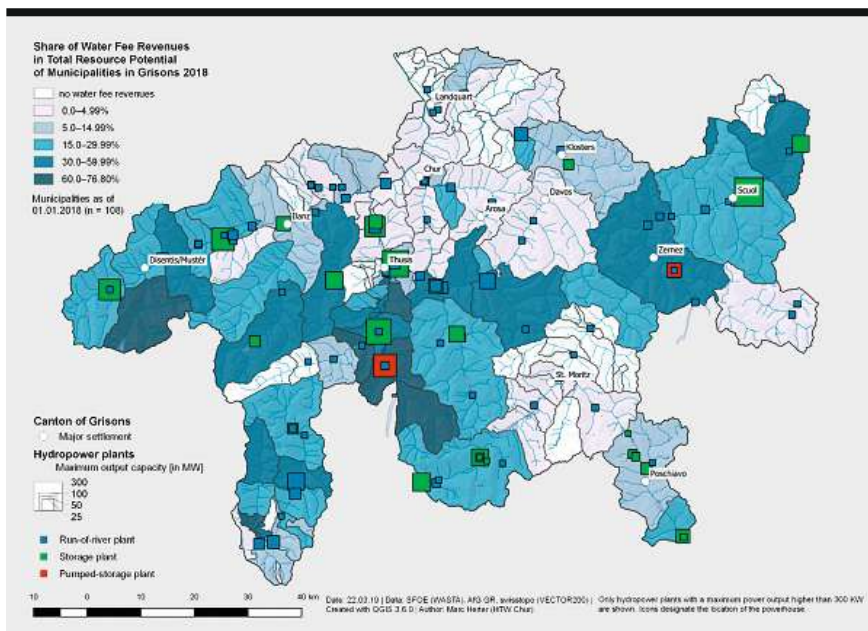 Share of Water Fee Revenues
in Total Resource Potential
of Municipalities in Grisons 2018
no water fee revenues
0.0–4.99%
5.0–14.99%
15.0–29.99%
30.0–59.99%
60.0–76.80%
Municipalities as of
01.01.2018 (n = 108)
Landquart
Klosters
Chur
Davos
Arosa
Scuol
Ilanz
Zernez
Disentis/Mustér
Thusis
St. Moritz
Poschiavo
Canton of Grisons
Major settlement
Hydropower plants
Maximum output capacity [in MW]
300
100
50
25
Run-of-river plant
Storage plant
Pumped-storage plant
10 0 10 20 30 40 km
Date: 22.03.19 | Data: SFOE (WASTA), AfG GR, swisstopo (VECTOR200) |
Created with QGIS 3.6.0 | Author: Marc Herter (HTW Chur)
Only hydropower plants with a maximum power output higher than 300 KW
are shown. Icons designate the location of the powerhouse.